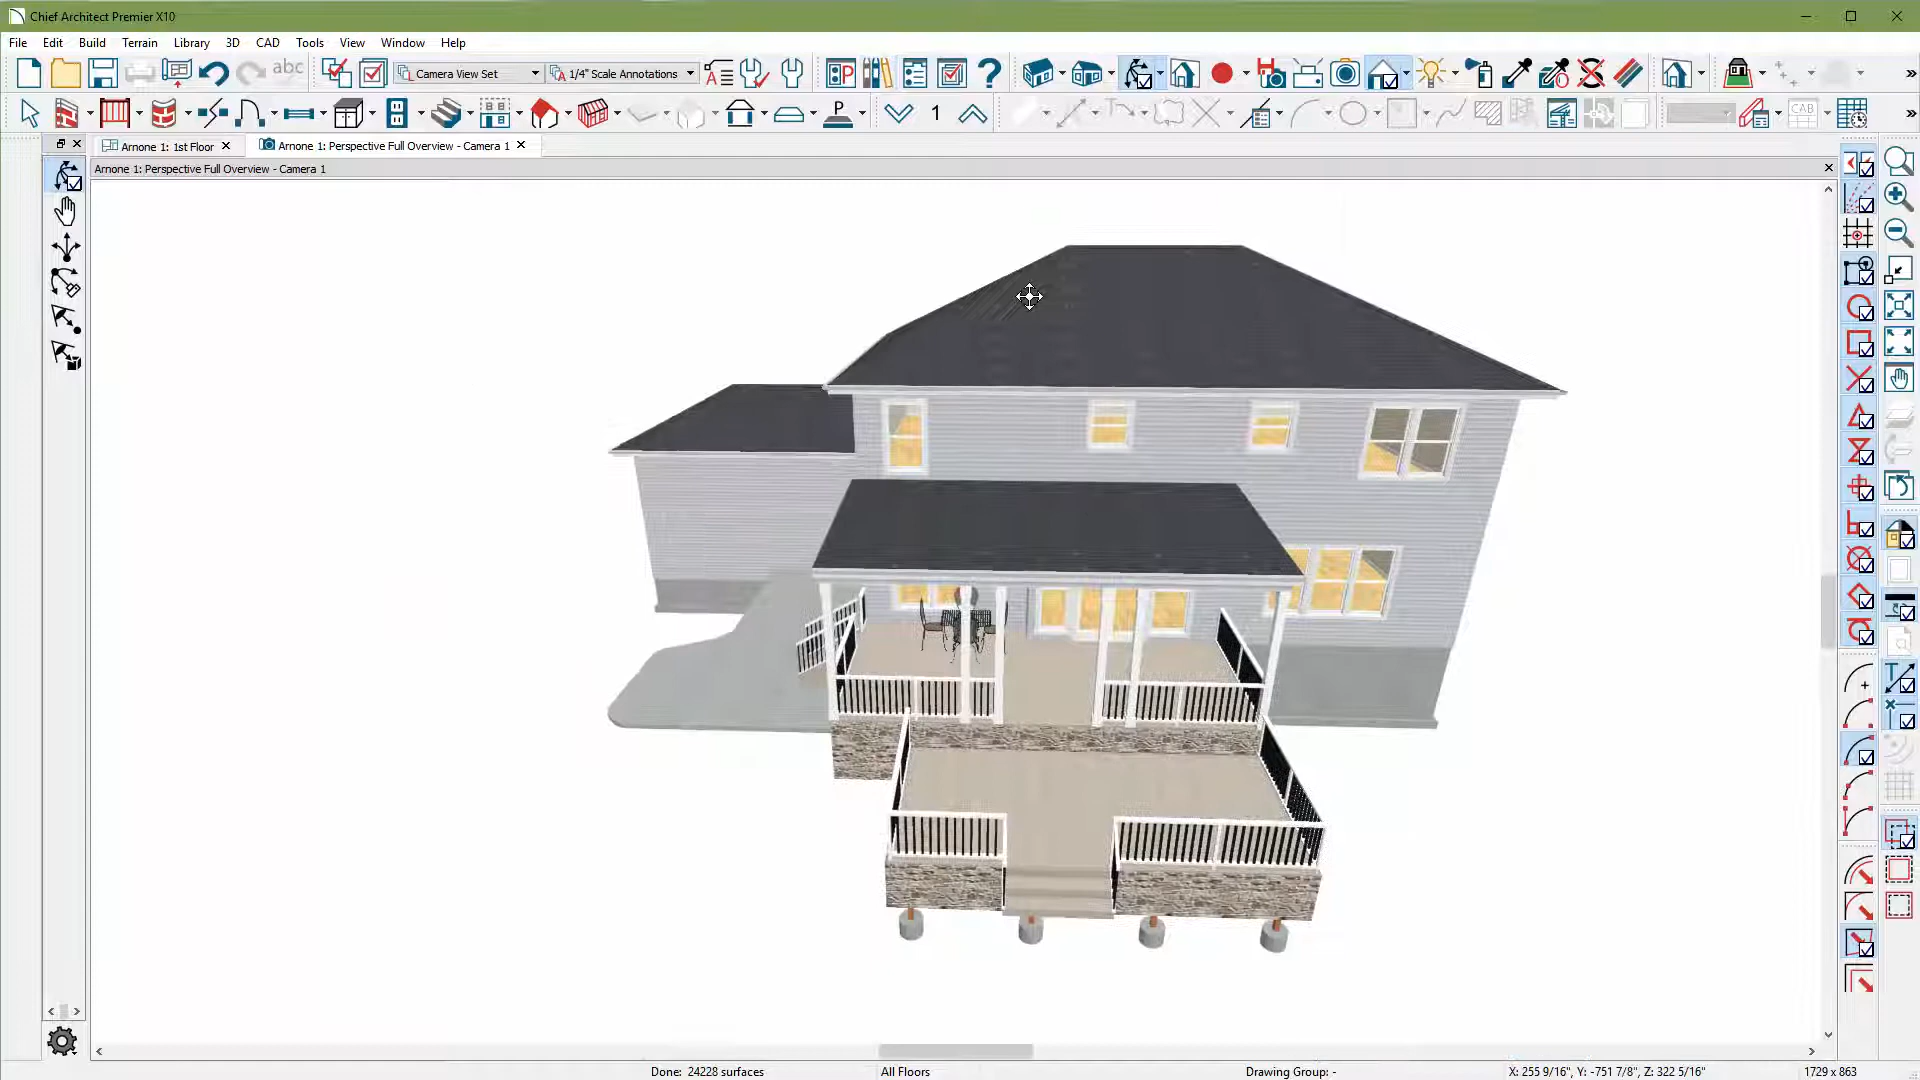 Chief Architect Premier X10
File Edit Build Terrain Library 3D CAD Tools View Window Help
abc Camera View Set 1/4" Scale Annotations
P 1 CAB
Arnone 1: 1st Floor Arnone 1: Perspective Full Overview - Camera 1
Arnone 1: Perspective Full Overview - Camera 1
Done: 24228 surfaces All Floors Drawing Group: - X: 255 9/16", Y: -751 7/8", Z: 322 5/16" 1729 x 863